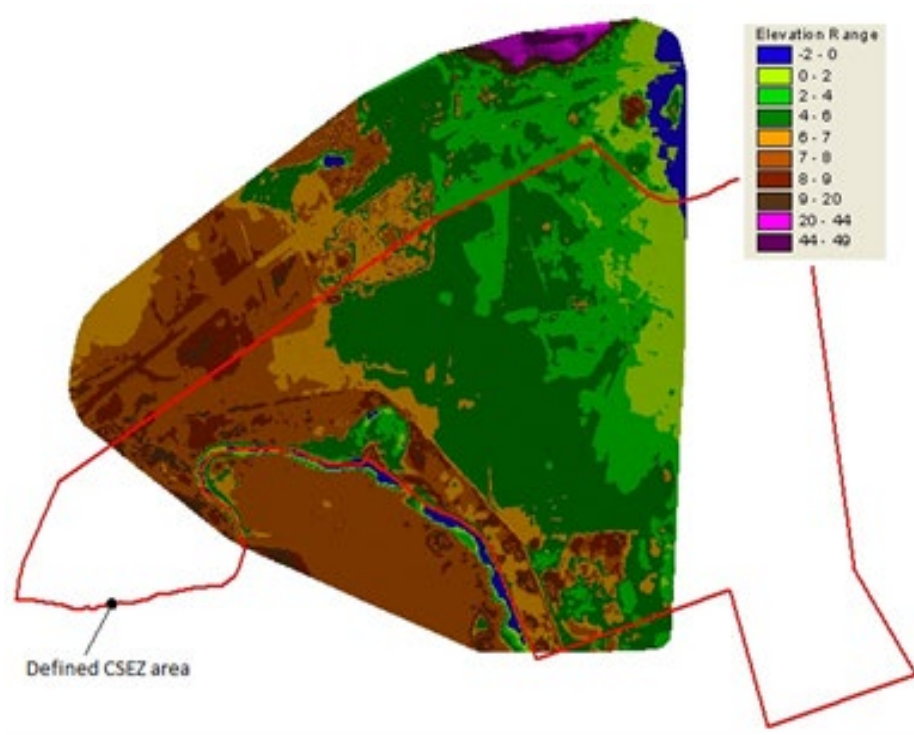 Elevation Range
-2 - 0
0 - 2
2 - 4
4 - 6
6 - 7
7 - 8
8 - 9
9 - 20
20 - 44
44 - 49
Defined CSEZ area